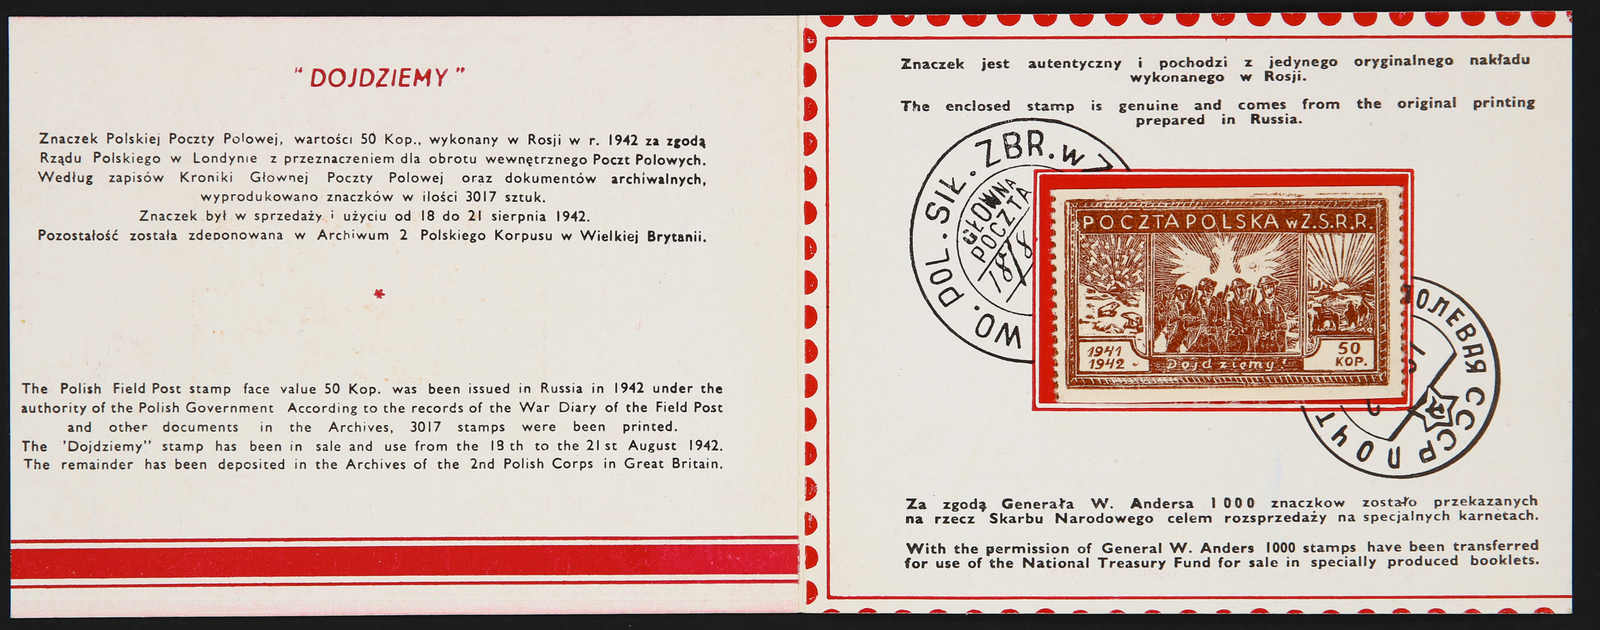 “ DOJDZIEMY ”
Znaczek Polskiej Poczty Polowej, wartości 50 Kop., wykonany w Rosji w r. 1942 za zgodą
Rządu Polskiego w Londynie z przeznaczeniem dla obrotu wewnętrznego Poczt Polowych.
Według zapisów Kroniki Głownej Poczty Polowej oraz dokumentów archiwalnych,
wyprodukowano znaczków w ilości 3017 sztuk.
Znaczek był w sprzedaży i użyciu od 18 do 21 sierpnia 1942.
Pozostałość została zdeponowana w Archiwum 2 Polskiego Korpusu w Wielkiej Brytanii.
*
The Polish Field Post stamp face value 50 Kop. was been issued in Russia in 1942 under the
authority of the Polish Government According to the records of the War Diary of the Field Post
and other documents in the Archives, 3017 stamps were been printed.
The 'Dojdziemy" stamp has been in sale and use from the 18 th to the 21 st August 1942.
The remainder has been deposited in the Archives of the 2nd Polish Corps in Great Britain.
Znaczek jest autentyczny i pochodzi z jedynego oryginalnego nakładu
wykonanego w Rosji.
The enclosed stamp is genuine and comes from the original printing
prepared in Russia.
WO. POL. SIŁ. ZBR. w Z
GŁOWNA
POCZTA
18/8
POCZTA POLSKA w Z.S.R.R.
1941
1942
Dojdziemy!
50
KOP.
ПОЧТ
ОЛЕВАЯ СССР
Za zgodą Generała W. Andersa 1000 znaczkow zostało przekazanych
na rzecz Skarbu Narodowego celem rozsprzedaży na specjalnych karnetach.
With the permission of General W. Anders 1000 stamps have been transferred
for use of the National Treasury Fund for sale in specially produced booklets.